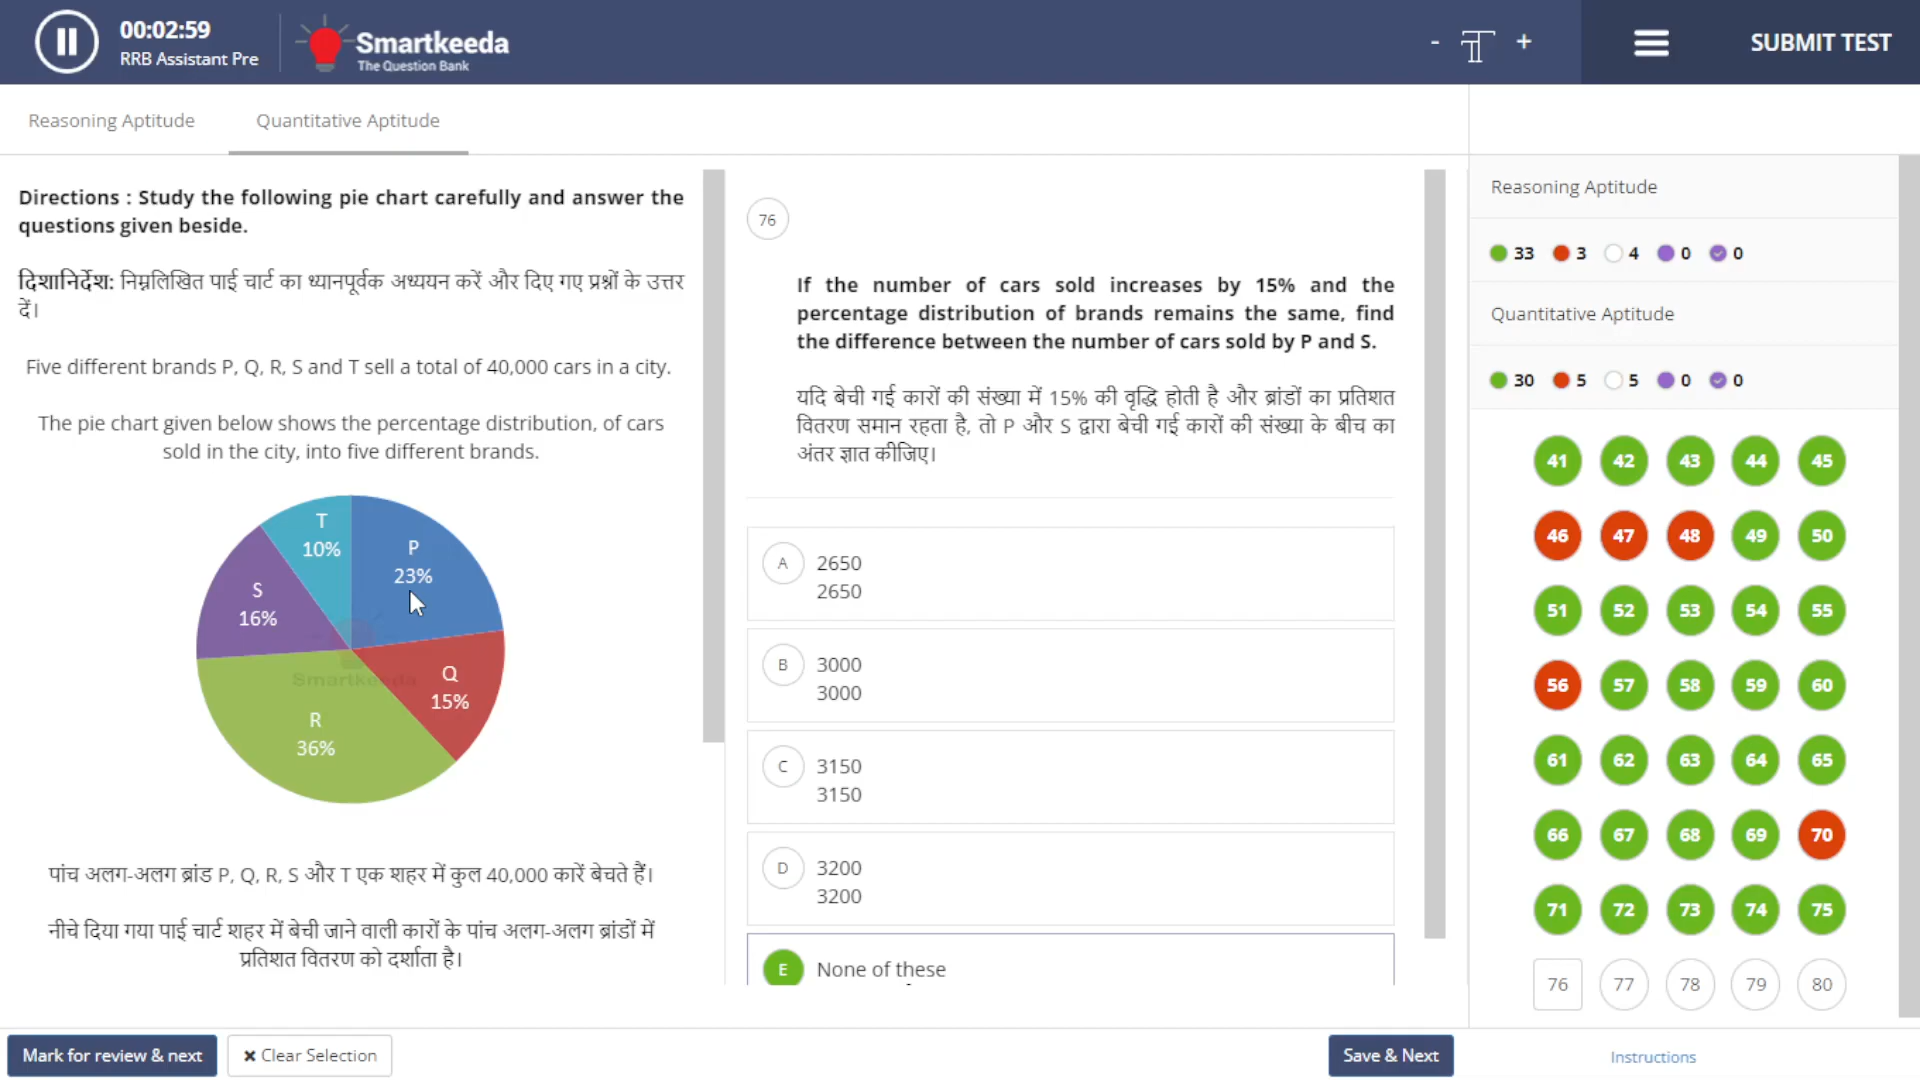 00:02:59
RRB Assistant Pre
Smartkeeda
The Question Bank
- T +
SUBMIT TEST
Reasoning Aptitude
Quantitative Aptitude
Directions : Study the following pie chart carefully and answer the
questions given beside.
दिशानिर्देश: निम्नलिखित पाई चार्ट का ध्यानपूर्वक अध्ययन करें और दिए गए प्रश्नों के उत्तर
दें।
Five different brands P, Q, R, S and T sell a total of 40,000 cars in a city.
The pie chart given below shows the percentage distribution, of cars
sold in the city, into five different brands.
T
10%
P
23%
S
16%
Q
15%
R
36%
Smartkeeda
पांच अलग-अलग ब्रांड P, Q, R, S और T एक शहर में कुल 40,000 कारें बेचते हैं।
नीचे दिया गया पाई चार्ट शहर में बेची जाने वाली कारों के पांच अलग-अलग ब्रांडों में
प्रतिशत वितरण को दर्शाता है।
76
If the number of cars sold increases by 15% and the
percentage distribution of brands remains the same, find
the difference between the number of cars sold by P and S.
यदि बेची गई कारों की संख्या में 15% की वृद्धि होती है और ब्रांडों का प्रतिशत
वितरण समान रहता है, तो P और S द्वारा बेची गई कारों की संख्या के बीच का
अंतर ज्ञात कीजिए।
A 2650
2650
B 3000
3000
C 3150
3150
D 3200
3200
E None of these
Reasoning Aptitude
33 3 4 0 0
Quantitative Aptitude
30 5 5 0 0
41 42 43 44 45
46 47 48 49 50
51 52 53 54 55
56 57 58 59 60
61 62 63 64 65
66 67 68 69 70
71 72 73 74 75
76 77 78 79 80
Mark for review & next
Clear Selection
Save & Next
Instructions